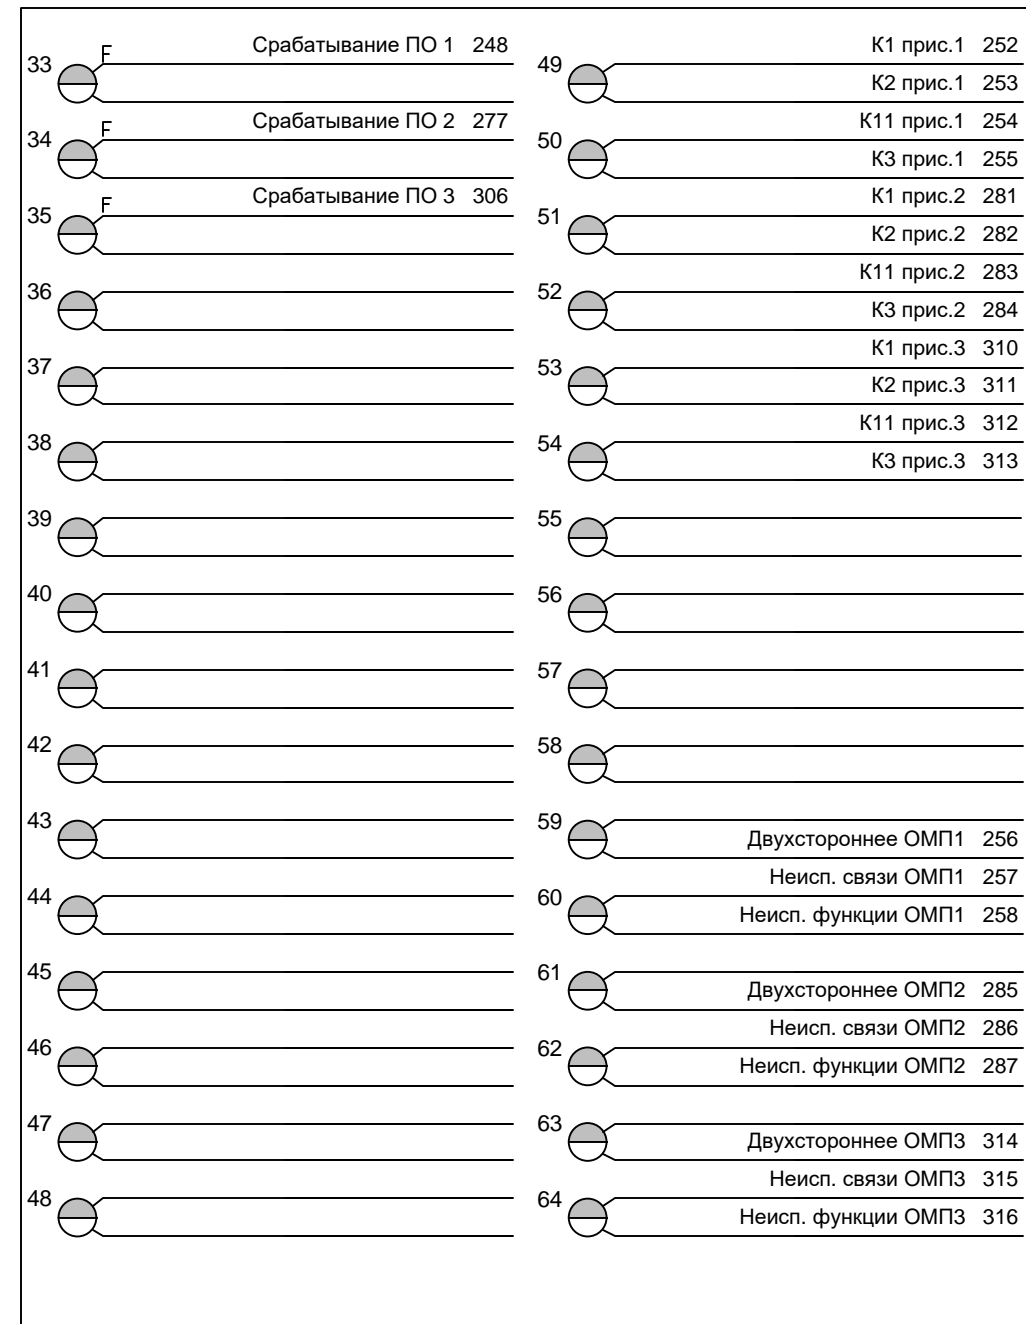 33 F Срабатывание ПО 1 248
34 F Срабатывание ПО 2 277
35 F Срабатывание ПО 3 306
36
37
38
39
40
41
42
43
44
45
46
47
48
49 К1 прис.1 252
К2 прис.1 253
50 К11 прис.1 254
К3 прис.1 255
51 К1 прис.2 281
К2 прис.2 282
52 К11 прис.2 283
К3 прис.2 284
53 К1 прис.3 310
К2 прис.3 311
54 К11 прис.3 312
К3 прис.3 313
55
56
57
58
59
Двухстороннее ОМП1 256
60 Неисп. связи ОМП1 257
Неисп. функции ОМП1 258
61
Двухстороннее ОМП2 285
62 Неисп. связи ОМП2 286
Неисп. функции ОМП2 287
63
Двухстороннее ОМП3 314
64 Неисп. связи ОМП3 315
Неисп. функции ОМП3 316